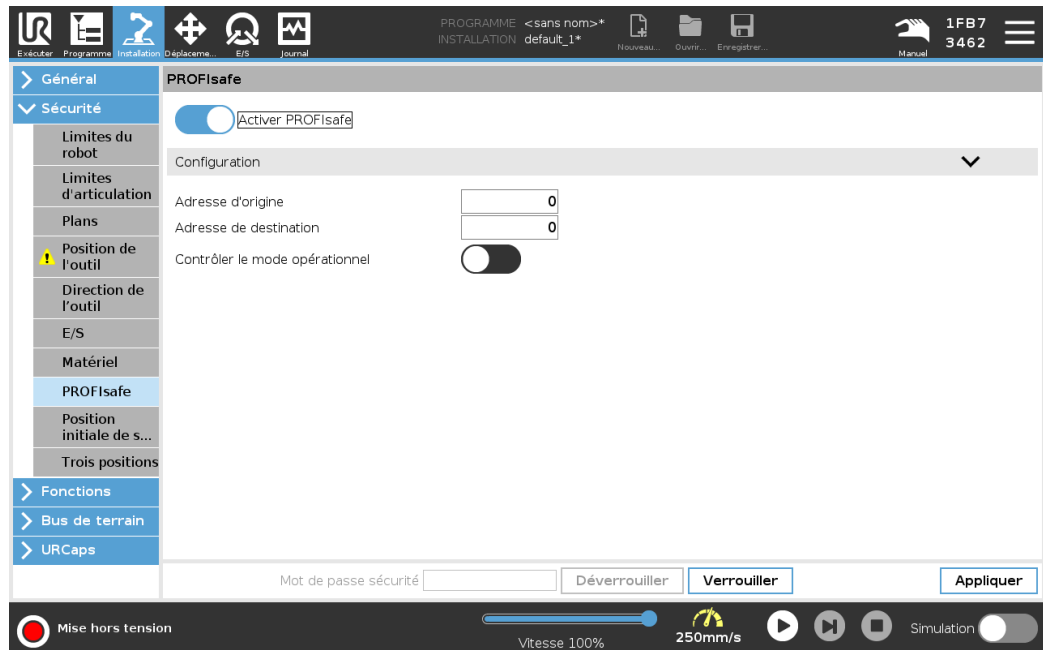 UR
PROGRAMME <sans nom>*
INSTALLATION default_1*
1FB7
3462
Exécuter Programme Installation Déplaceme... E/S Journal
Nouveau... Ouvrir... Enregistrer...
Manuel
Général
Sécurité
Limites du
robot
Limites
d'articulation
Plans
Position de
l'outil
Direction de
l’outil
E/S
Matériel
PROFIsafe
Position
initiale de s...
Trois positions
Fonctions
Bus de terrain
URCaps
PROFIsafe
Activer PROFIsafe
Configuration
Adresse d'origine 0
Adresse de destination 0
Contrôler le mode opérationnel
Mot de passe sécurité Déverrouiller Verrouiller Appliquer
Mise hors tension
Vitesse 100%
250mm/s
Simulation